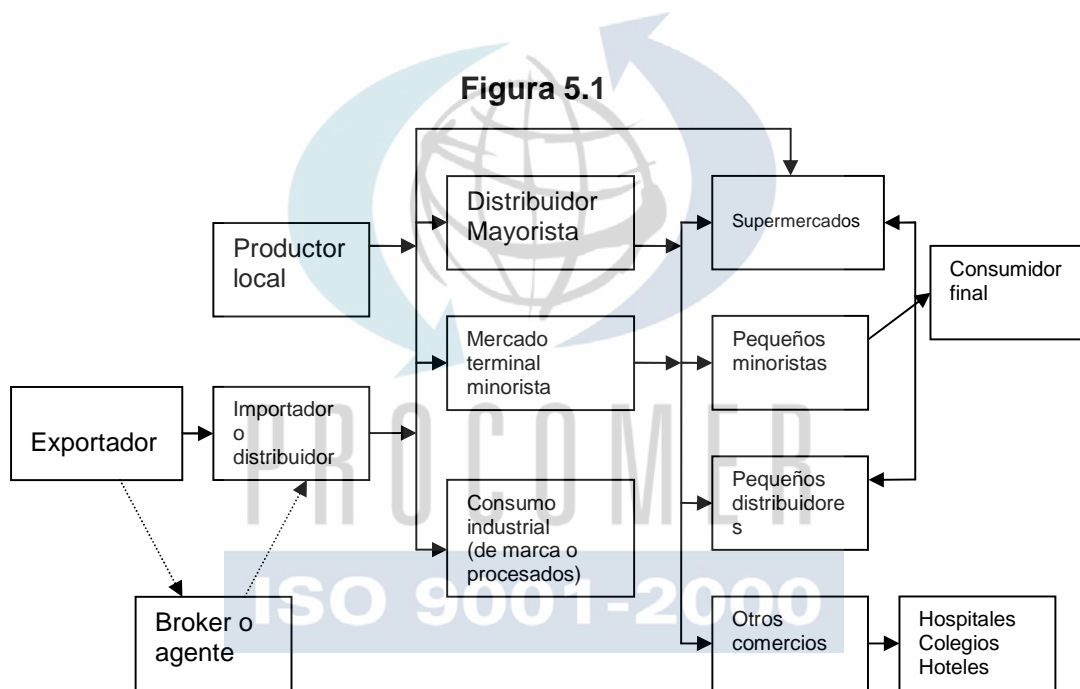 Figura 5.1
Distribuidor
Mayorista
Supermercados
Productor
local
Consumidor
final
Mercado
terminal
minorista
Pequeños
minoristas
Importador
o
distribuidor
Exportador
PROCOMER
Pequeños
distribuidore
s
Consumo
industrial
(de marca o
procesados)
ISO 9001-2000
Broker o
agente
Otros
comercios
Hospitales
Colegios
Hoteles